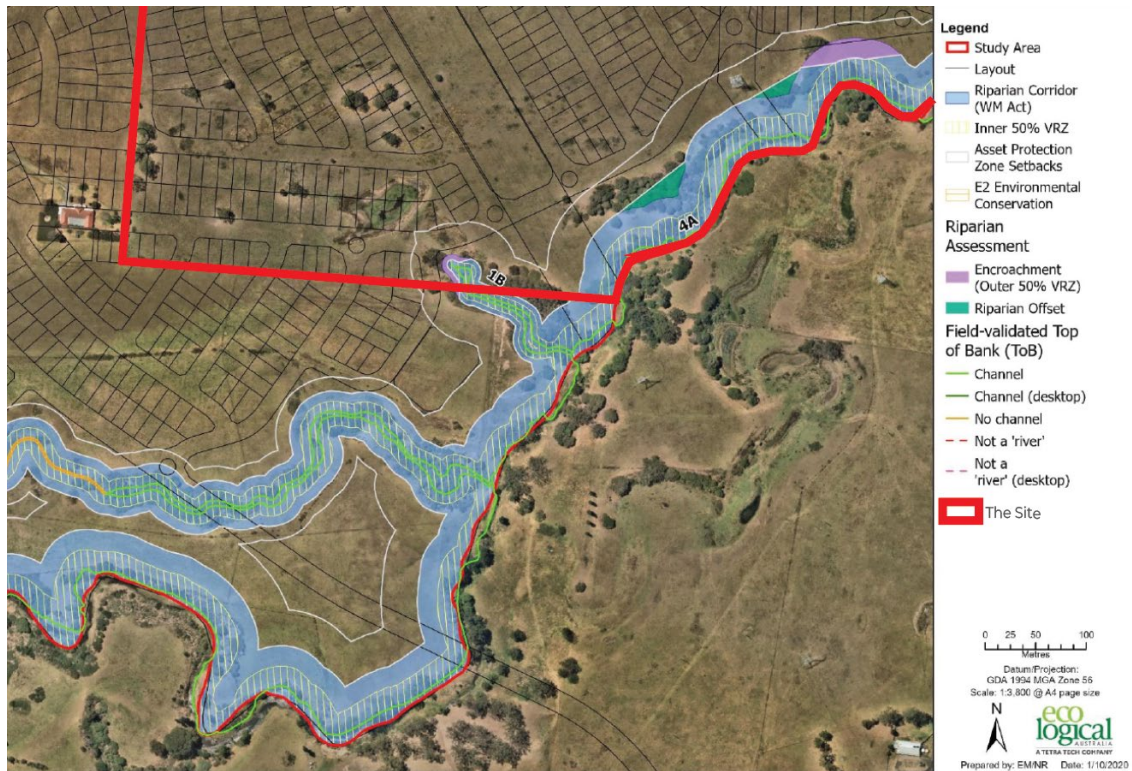 1B
4A
Legend
Study Area
Layout
Riparian Corridor
(WM Act)
Inner 50% VRZ
Asset Protection
Zone Setbacks
E2 Environmental
Conservation
Riparian
Assessment
Encroachment
(Outer 50% VRZ)
Riparian Offset
Field-validated Top
of Bank (ToB)
Channel
Channel (desktop)
No channel
Not a 'river'
Not a
'river' (desktop)
The Site
0 25 50 100
Metres
Datum/Projection:
GDA 1994 MGA Zone 56
Scale: 1:3,800 @ A4 page size
N
eco
logical
AUSTRALIA
A TETRA TECH COMPANY
Prepared by: EM/NR Date: 1/10/2020